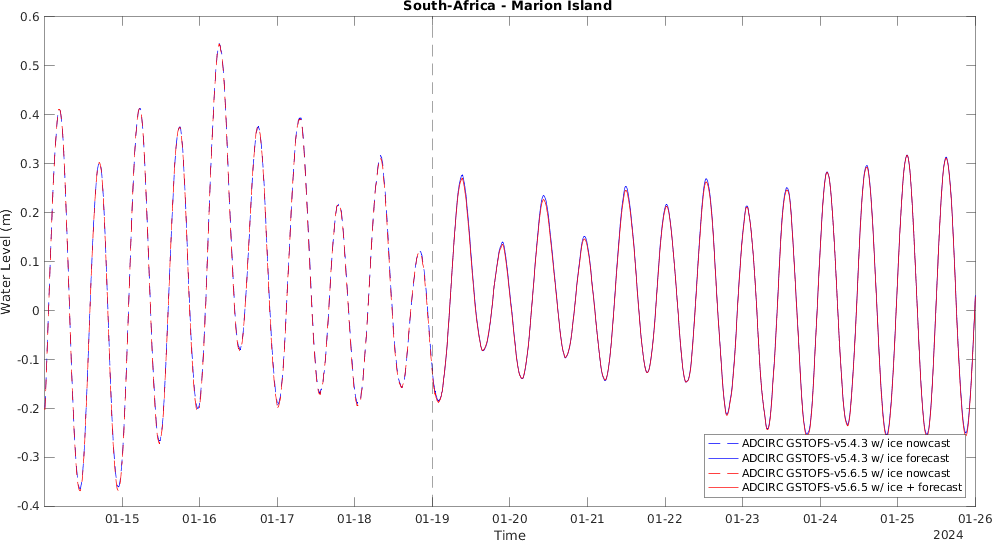 South-Africa - Marion Island
0.6
0.5
0.4
0.3
0.2
0.1
0
-0.1
-0.2
-0.3
-0.4
Water Level (m)
ADCIRC GSTOFS-v5.4.3 w/ ice nowcast
ADCIRC GSTOFS-v5.4.3 w/ ice forecast
ADCIRC GSTOFS-v5.6.5 w/ ice nowcast
ADCIRC GSTOFS-v5.6.5 w/ ice + forecast
01-15 01-16 01-17 01-18 01-19 01-20 01-21 01-22 01-23 01-24 01-25 01-26
Time
2024